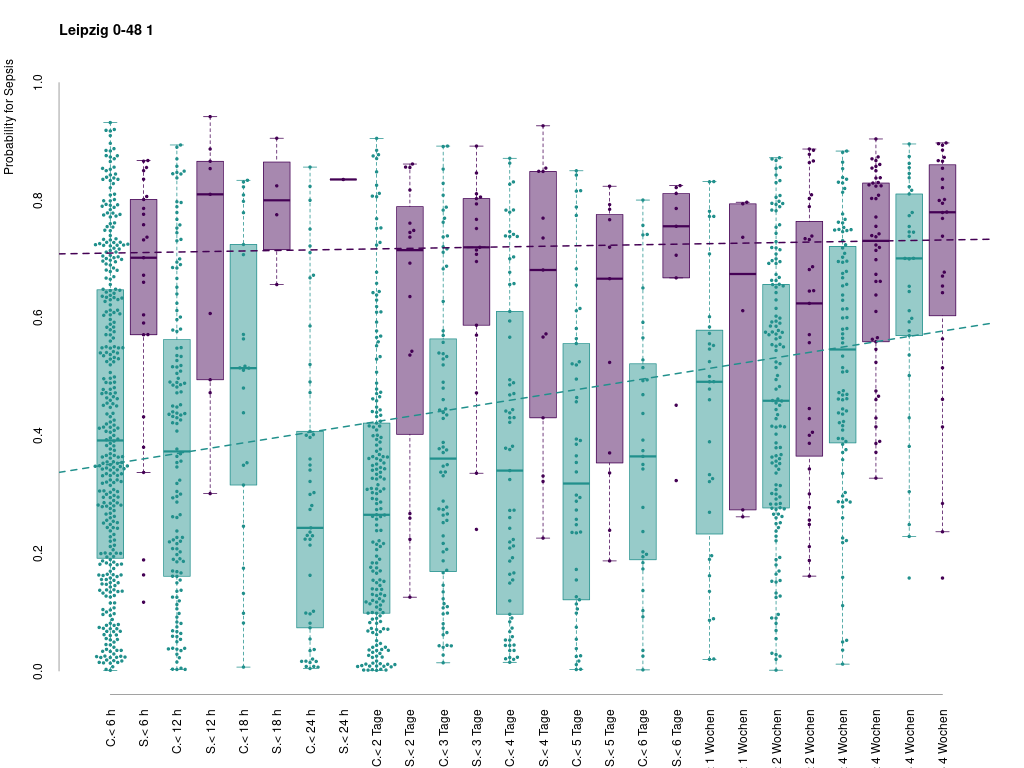 Leipzig 0-48 1
Probability for Sepsis
1.0
0.8
0.6
0.4
0.2
0.0
C.< 6 h
S.< 6 h
C.< 12 h
S.< 12 h
C.< 18 h
S.< 18 h
C.< 24 h
S.< 24 h
C.< 2 Tage
S.< 2 Tage
C.< 3 Tage
S.< 3 Tage
C.< 4 Tage
S.< 4 Tage
C.< 5 Tage
S.< 5 Tage
C.< 6 Tage
S.< 6 Tage
1 Wochen
1 Wochen
2 Wochen
2 Wochen
4 Wochen
4 Wochen
4 Wochen
4 Wochen